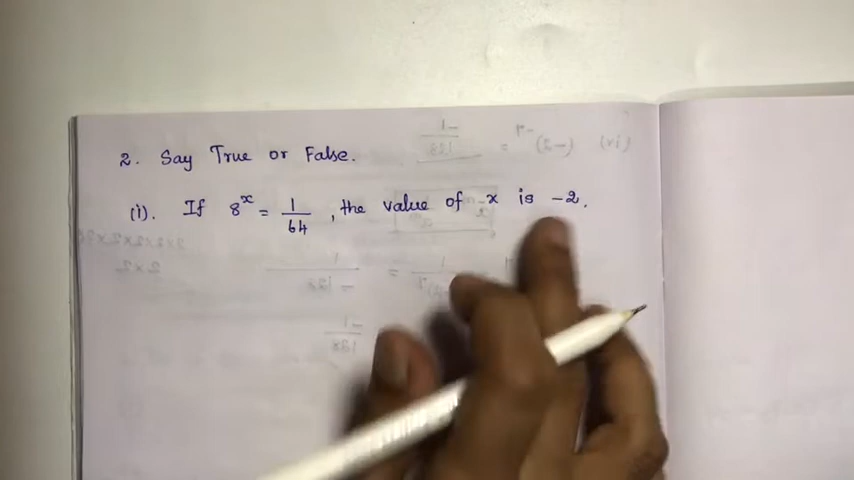 2. Say True or False.
(i). If 8^x = 1/64, the value of x is -2.